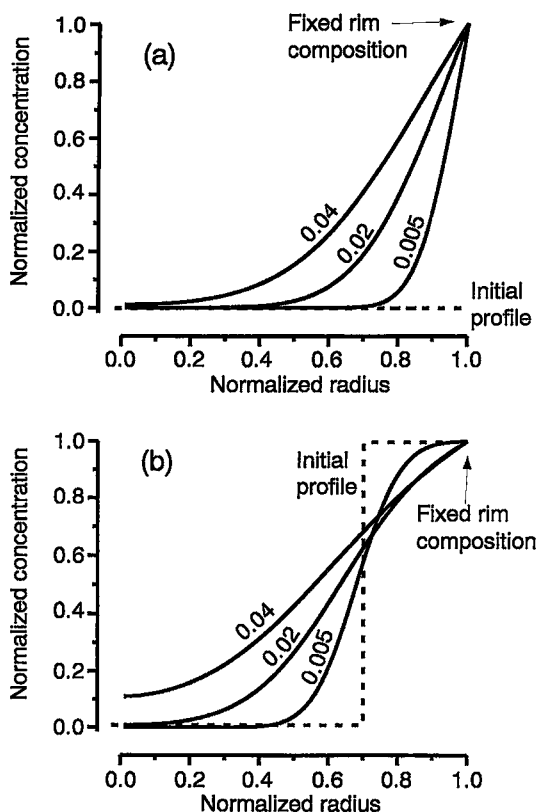 Fixed rim
composition
(a)
Normalized concentration
1.0
0.8
0.6
0.4
0.2
0.0
0.04
0.02
0.005
Initial
profile
0.0 0.2 0.4 0.6 0.8 1.0
Normalized radius
(b)
Normalized concentration
1.0
0.8
0.6
0.4
0.2
0.0
Initial
profile
Fixed rim
composition
0.04
0.02
0.005
0.0 0.2 0.4 0.6 0.8 1.0
Normalized radius